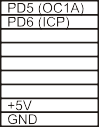 PD5 (OC1A)
PD6 (ICP)
+5V
GND